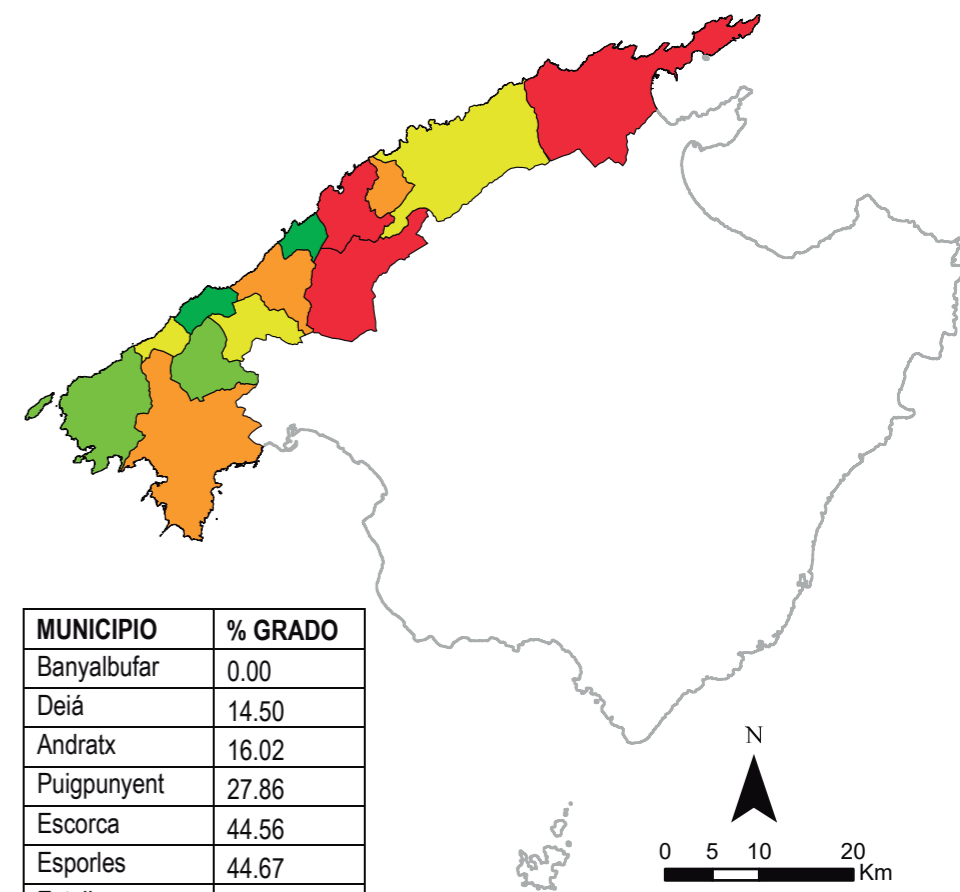 MUNICIPIO % GRADO
Banyalbufar 0.00
Deiá 14.50
Andratx 16.02
Puigpunyent 27.86
Escorca 44.56
Esporles 44.67
N
0 5 10 20
Km